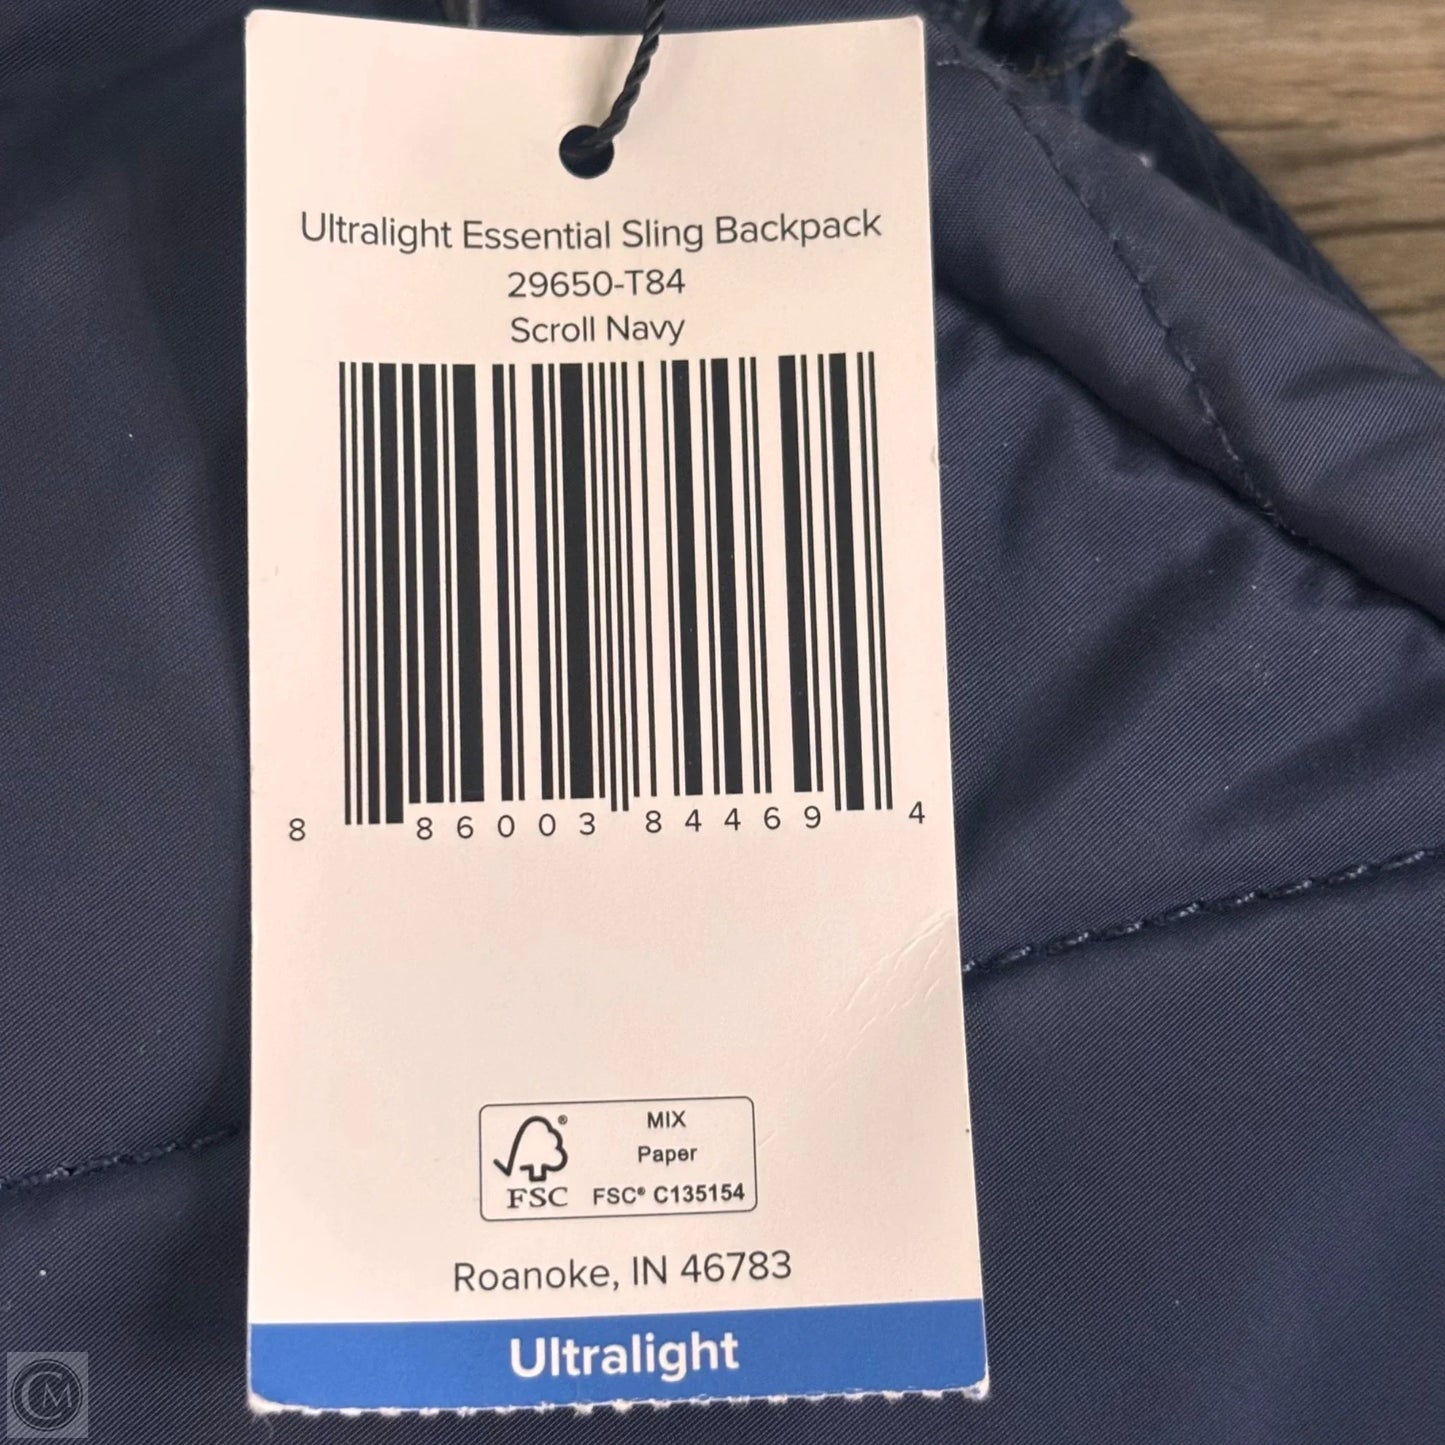 Ultralight Essential Sling Backpack
29650-T84
Scroll Navy
8 86003 84469 4
MIX
Paper
FSC® C135154
®
FSC
Roanoke, IN 46783
Ultralight
CM